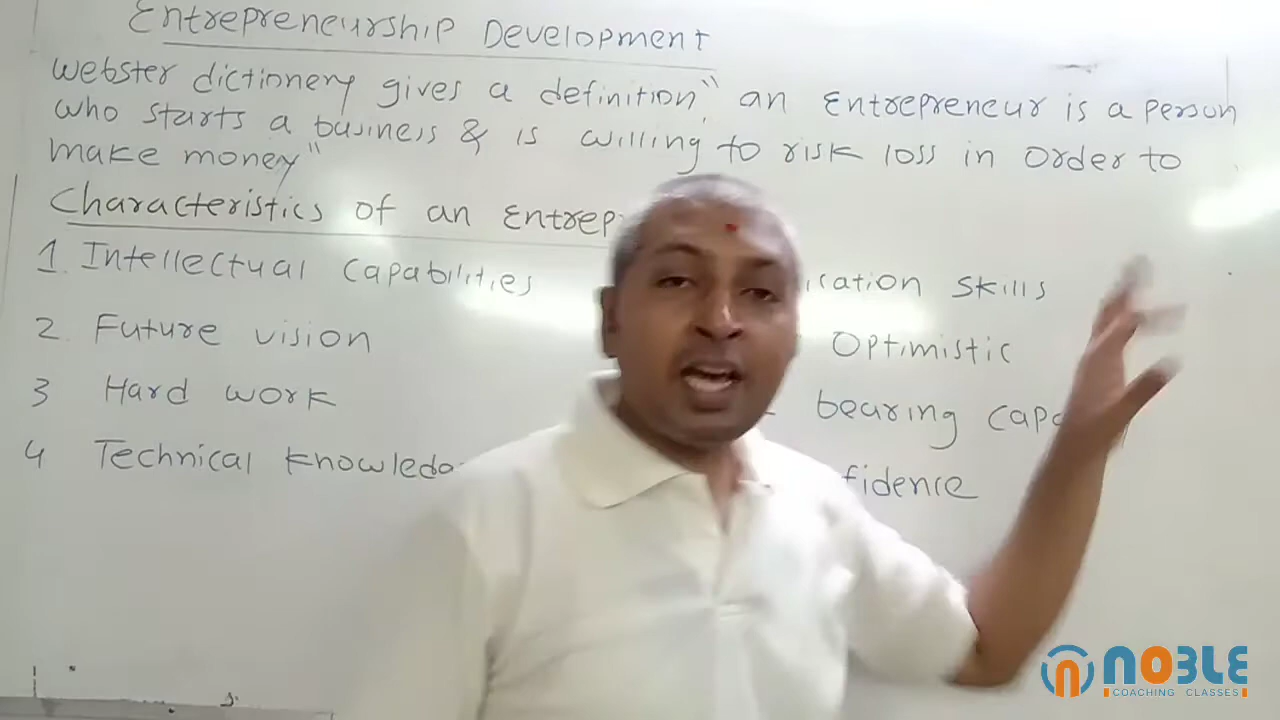 Entrepreneurship Development
Webster dictionery gives a definition" an Entrepreneur is a person
who starts a business & is willing to risk loss in order to
make money"
Characteristics of an Entrep
1. Intellectual capabilities ication skills
2. Future vision Optimistic
3 Hard work bearing capa
4 Technical knowledg fidence
NOBLE
COACHING CLASSES